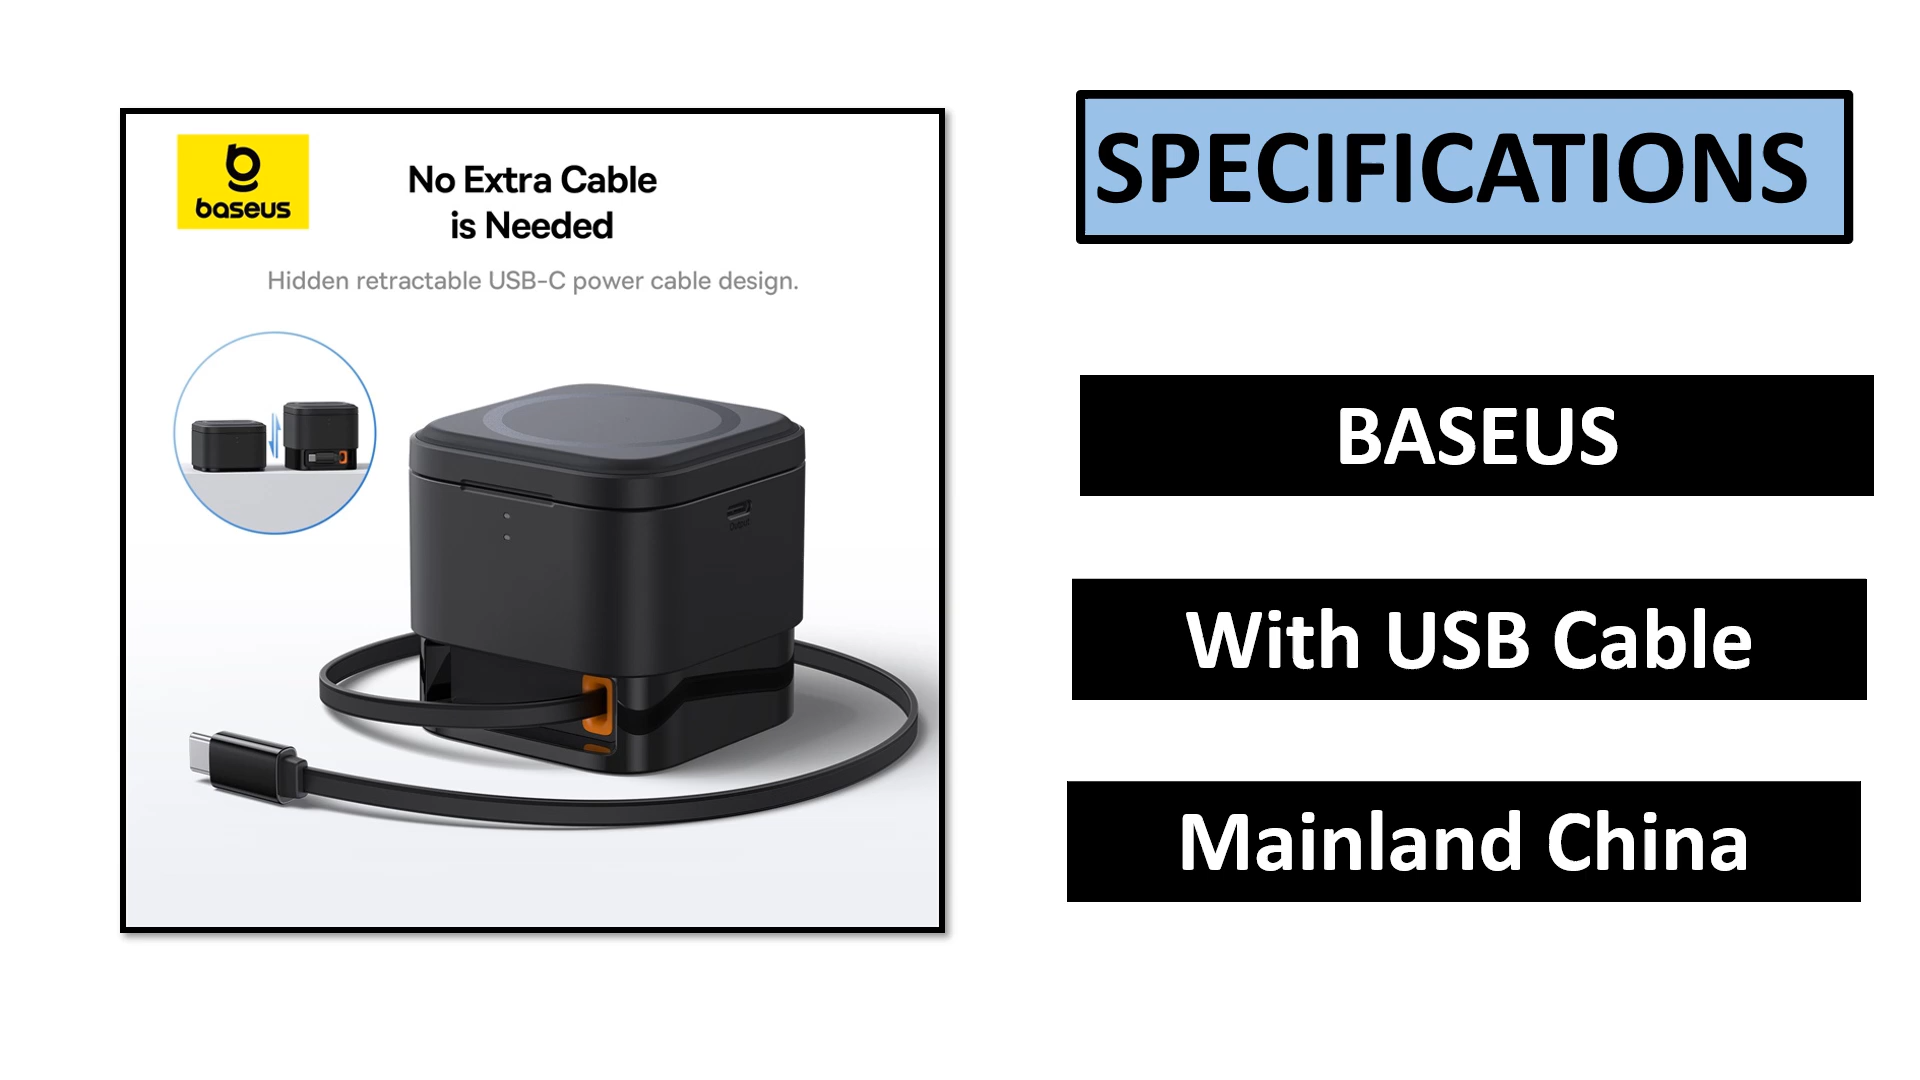 baseus
No Extra Cable
is Needed
Hidden retractable USB-C power cable design.
Output
SPECIFICATIONS
BASEUS
With USB Cable
Mainland China